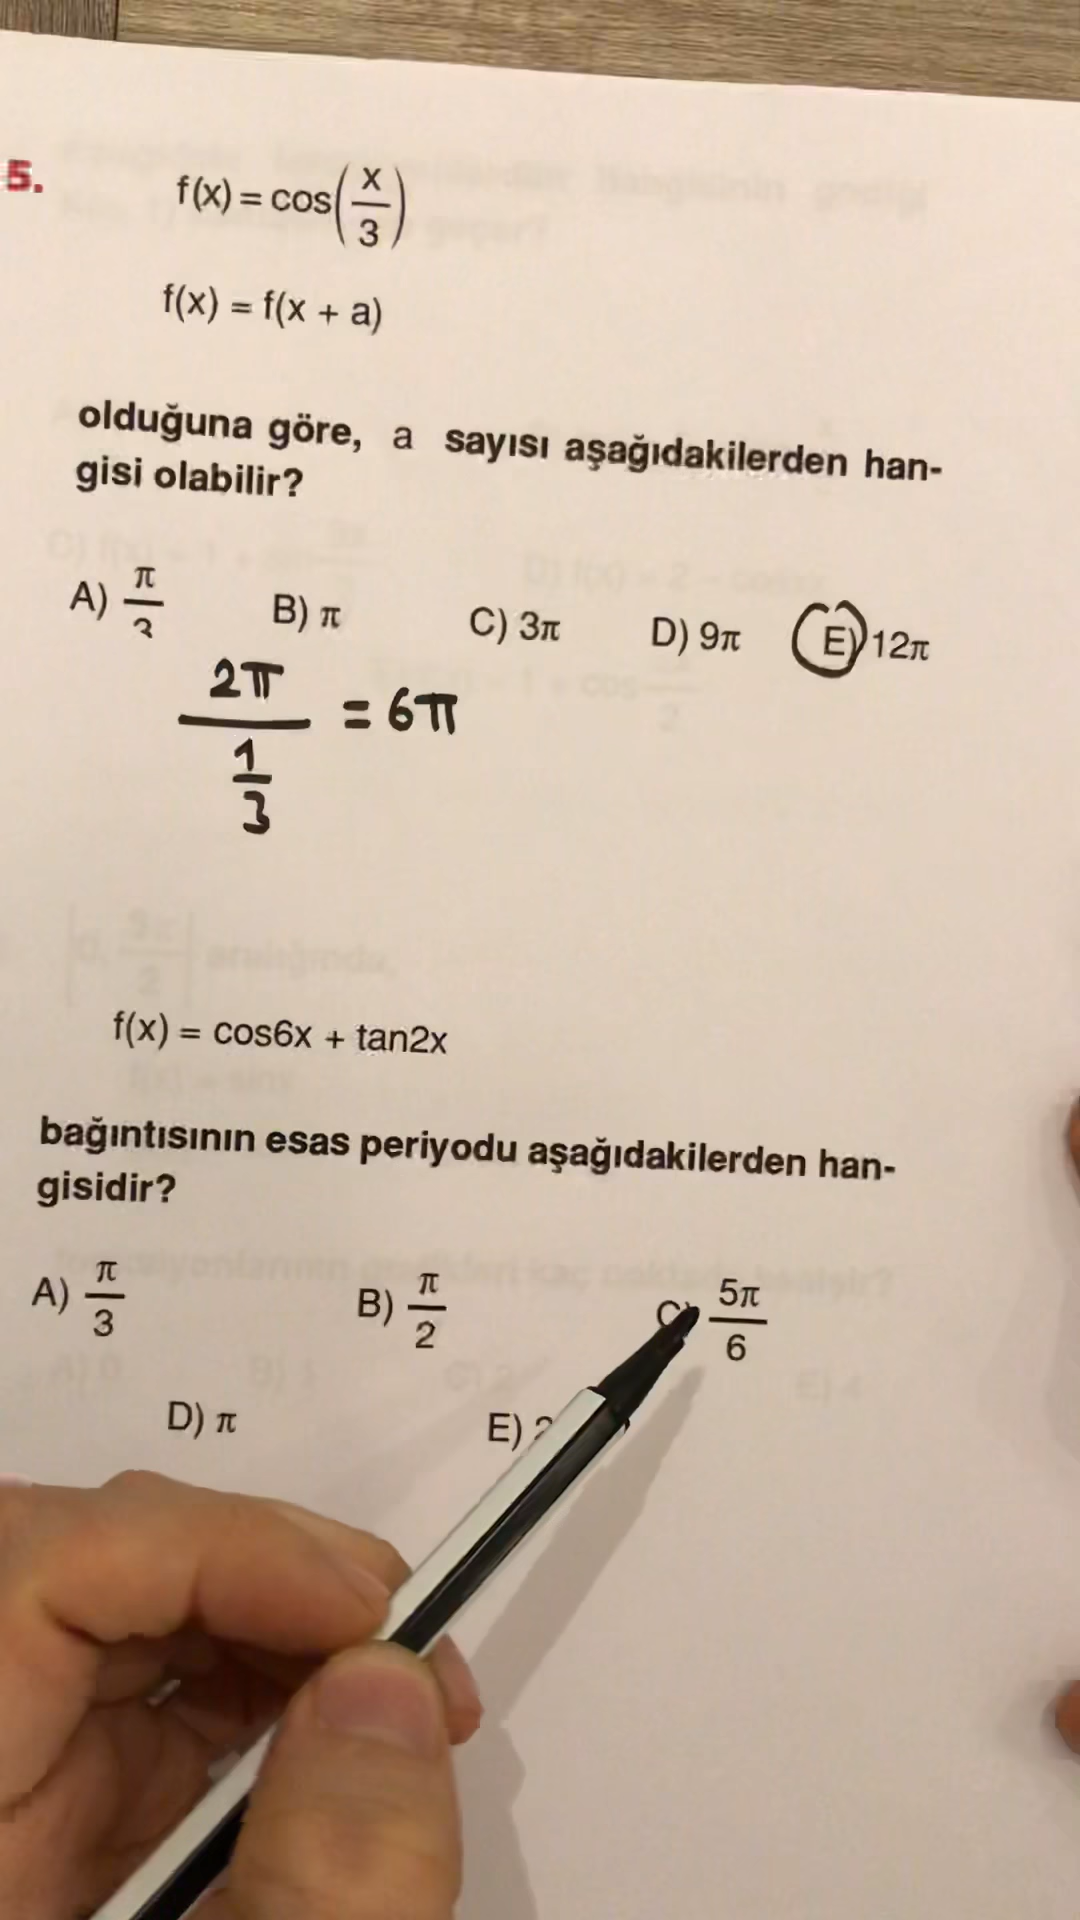 5.
f(x) = cos(x/3)
f(x) = f(x + a)
olduğuna göre, a sayısı aşağıdakilerden han-
gisi olabilir?
A) π/3 B) π C) 3π D) 9π E) 12π
2π/(1/3) = 6π
f(x) = cos6x + tan2x
bağıntısının esas periyodu aşağıdakilerden han-
gisidir?
A) π/3 B) π/2 C) 5π/6
D) π E)